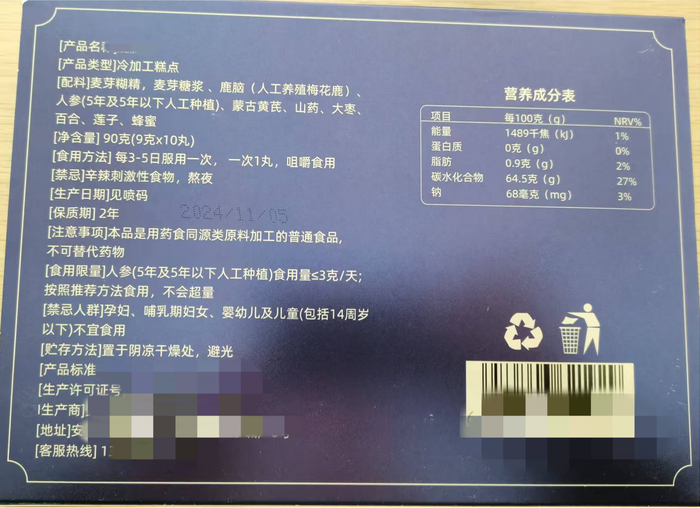 [产品名称
[产品类型]冷加工糕点
[配料]麦芽糊精，麦芽糖浆、鹿脑（人工养殖梅花鹿）、
人参(5年及5年以下人工种植)、蒙古黄芪、山药、大枣、
百合、莲子、蜂蜜
[净含量] 90克(9克x10丸)
[食用方法] 每3-5日服用一次，一次1丸，咀嚼食用
[禁忌]辛辣刺激性食物，熬夜
[生产日期]见喷码
[保质期] 2年
2024/11/05
[注意事项]本品是用药食同源类原料加工的普通食品，
不可替代药物
[食用限量]人参(5年及5年以下人工种植)食用量≤3克/天；
按照推荐方法食用，不会超量
[禁忌人群]孕妇、哺乳期妇女、婴幼儿及儿童(包括14周岁
以下)不宜食用
[贮存方法]置于阴凉干燥处，避光
[产品标准
[生产许可证号
[生产商]
[地址]安
[客服热线] 1
营养成分表
项目 每100克（g） NRV%
能量 1489千焦（kJ） 1%
蛋白质 0克（g） 0%
脂肪 0.9克（g） 2%
碳水化合物 64.5克（g） 27%
钠 68毫克（mg） 3%